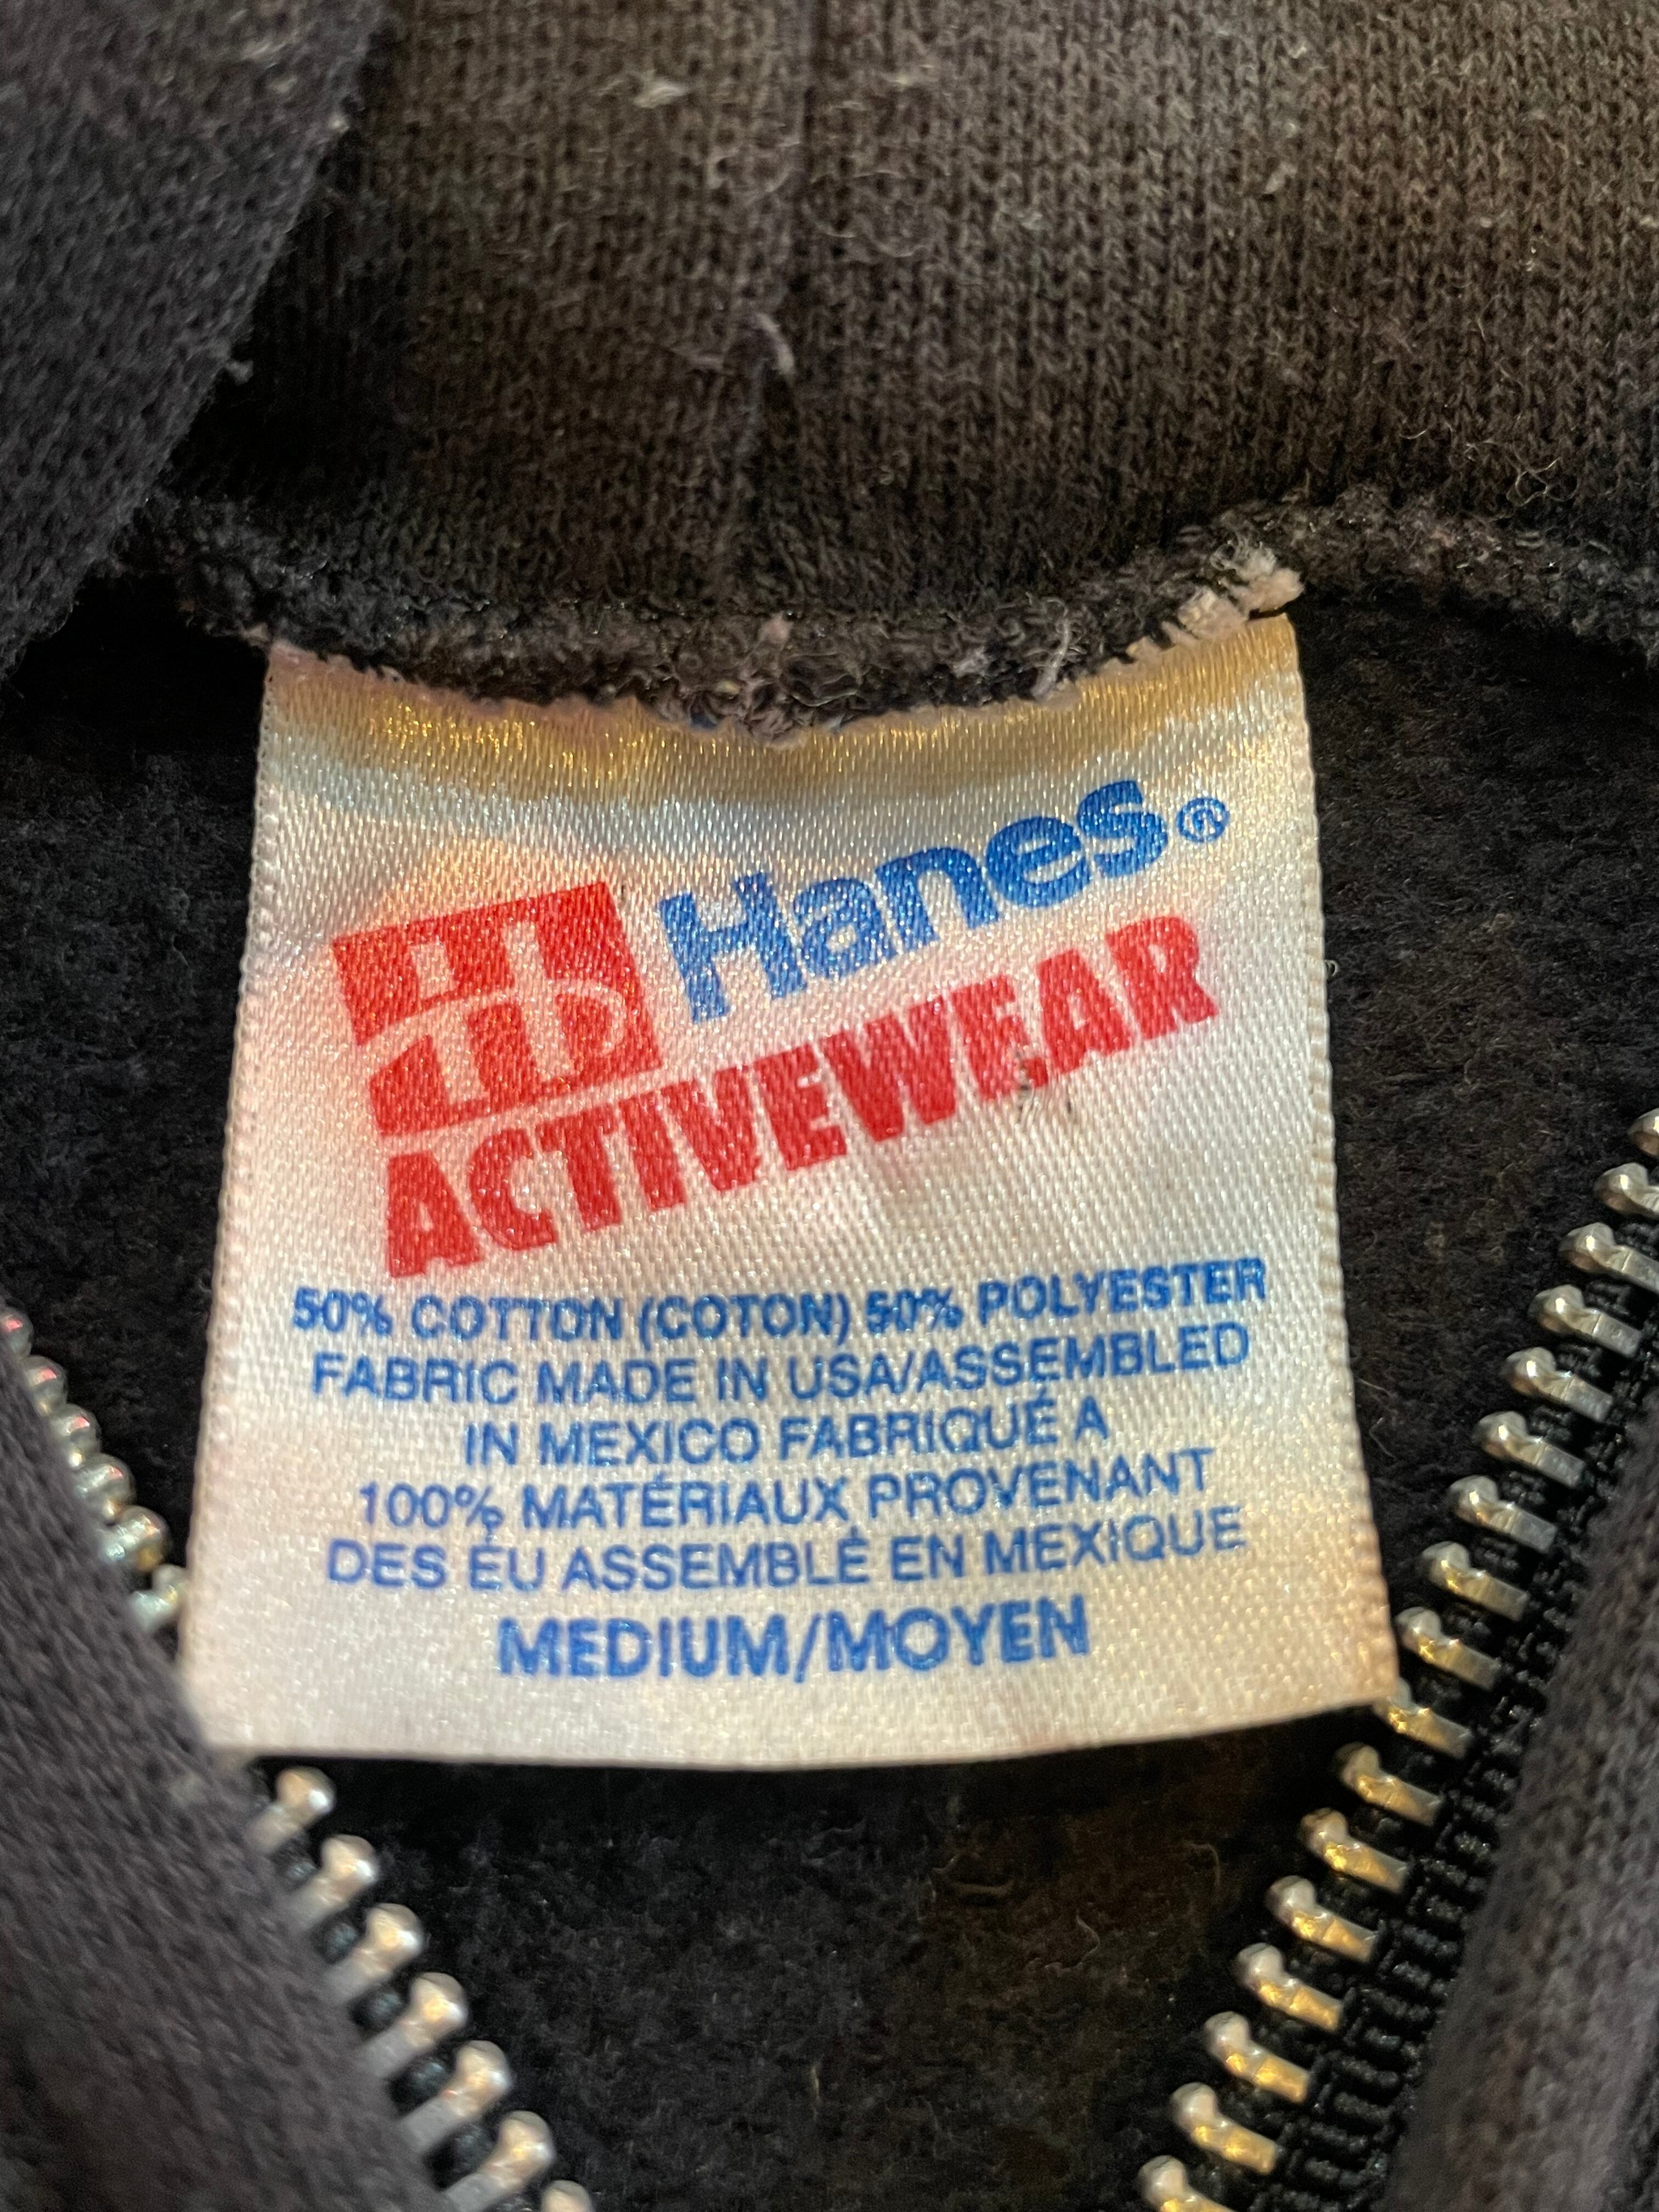 Hanes®
ACTIVEWEAR
50% COTTON (COTON) 50% POLYESTER
FABRIC MADE IN USA/ASSEMBLED
IN MEXICO FABRIQUÉ A
100% MATÉRIAUX PROVENANT
DES ÉU ASSEMBLÉ EN MEXIQUE
MEDIUM/MOYEN